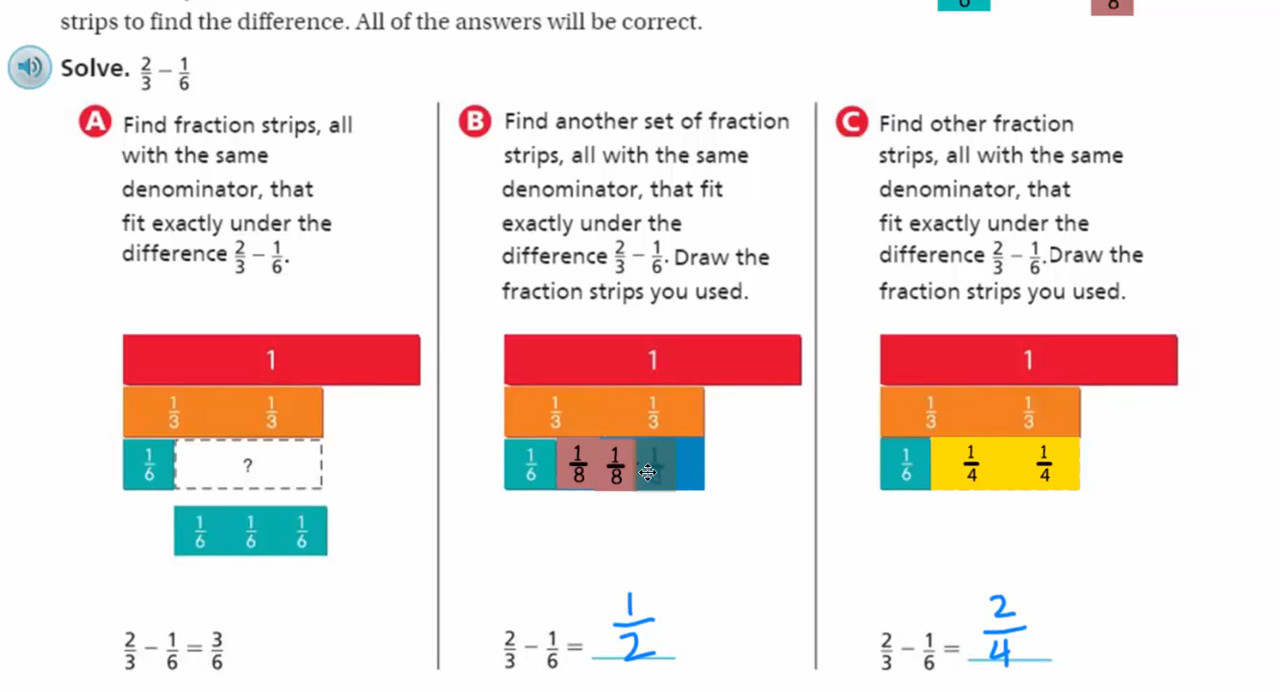 strips to find the difference. All of the answers will be correct.
8
Solve. 2/3 − 1/6
A Find fraction strips, all
with the same
denominator, that
fit exactly under the
difference 2/3 − 1/6.
1
1/3 1/3
1/6 ?
1/6 1/6 1/6
2/3 − 1/6 = 3/6
B Find another set of fraction
strips, all with the same
denominator, that fit
exactly under the
difference 2/3 − 1/6. Draw the
fraction strips you used.
1
1/3 1/3
1/6 1/8 1/8
2/3 − 1/6 = 1/2
C Find other fraction
strips, all with the same
denominator, that
fit exactly under the
difference 2/3 − 1/6.Draw the
fraction strips you used.
1
1/3 1/3
1/6 1/4 1/4
2/3 − 1/6 = 2/4